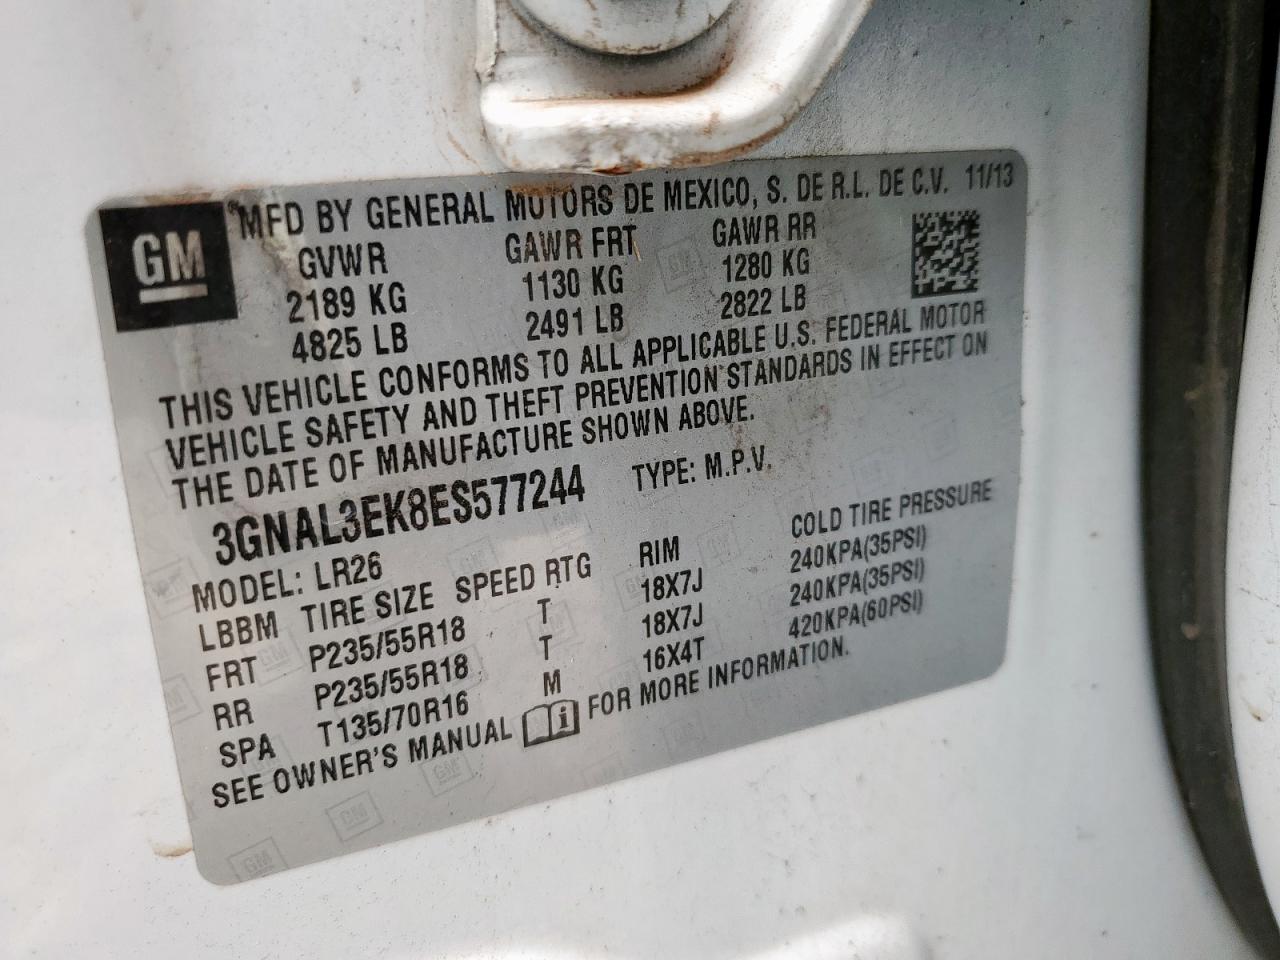 GM
MFD BY GENERAL MOTORS DE MEXICO, S. DE R.L. DE C.V. 11/13
GVWR GAWR FRT GAWR RR
2189 KG 1130 KG 1280 KG
4825 LB 2491 LB 2822 LB
THIS VEHICLE CONFORMS TO ALL APPLICABLE U.S. FEDERAL MOTOR
VEHICLE SAFETY AND THEFT PREVENTION STANDARDS IN EFFECT ON
THE DATE OF MANUFACTURE SHOWN ABOVE.
3GNAL3EK8ES577244 TYPE: M.P.V.
MODEL: LR26
LBBM TIRE SIZE SPEED RTG RIM COLD TIRE PRESSURE
FRT P235/55R18 T 18X7J 240KPA(35PSI)
RR P235/55R18 T 18X7J 240KPA(35PSI)
SPA T135/70R16 M 16X4T 420KPA(60PSI)
SEE OWNER'S MANUAL i FOR MORE INFORMATION.